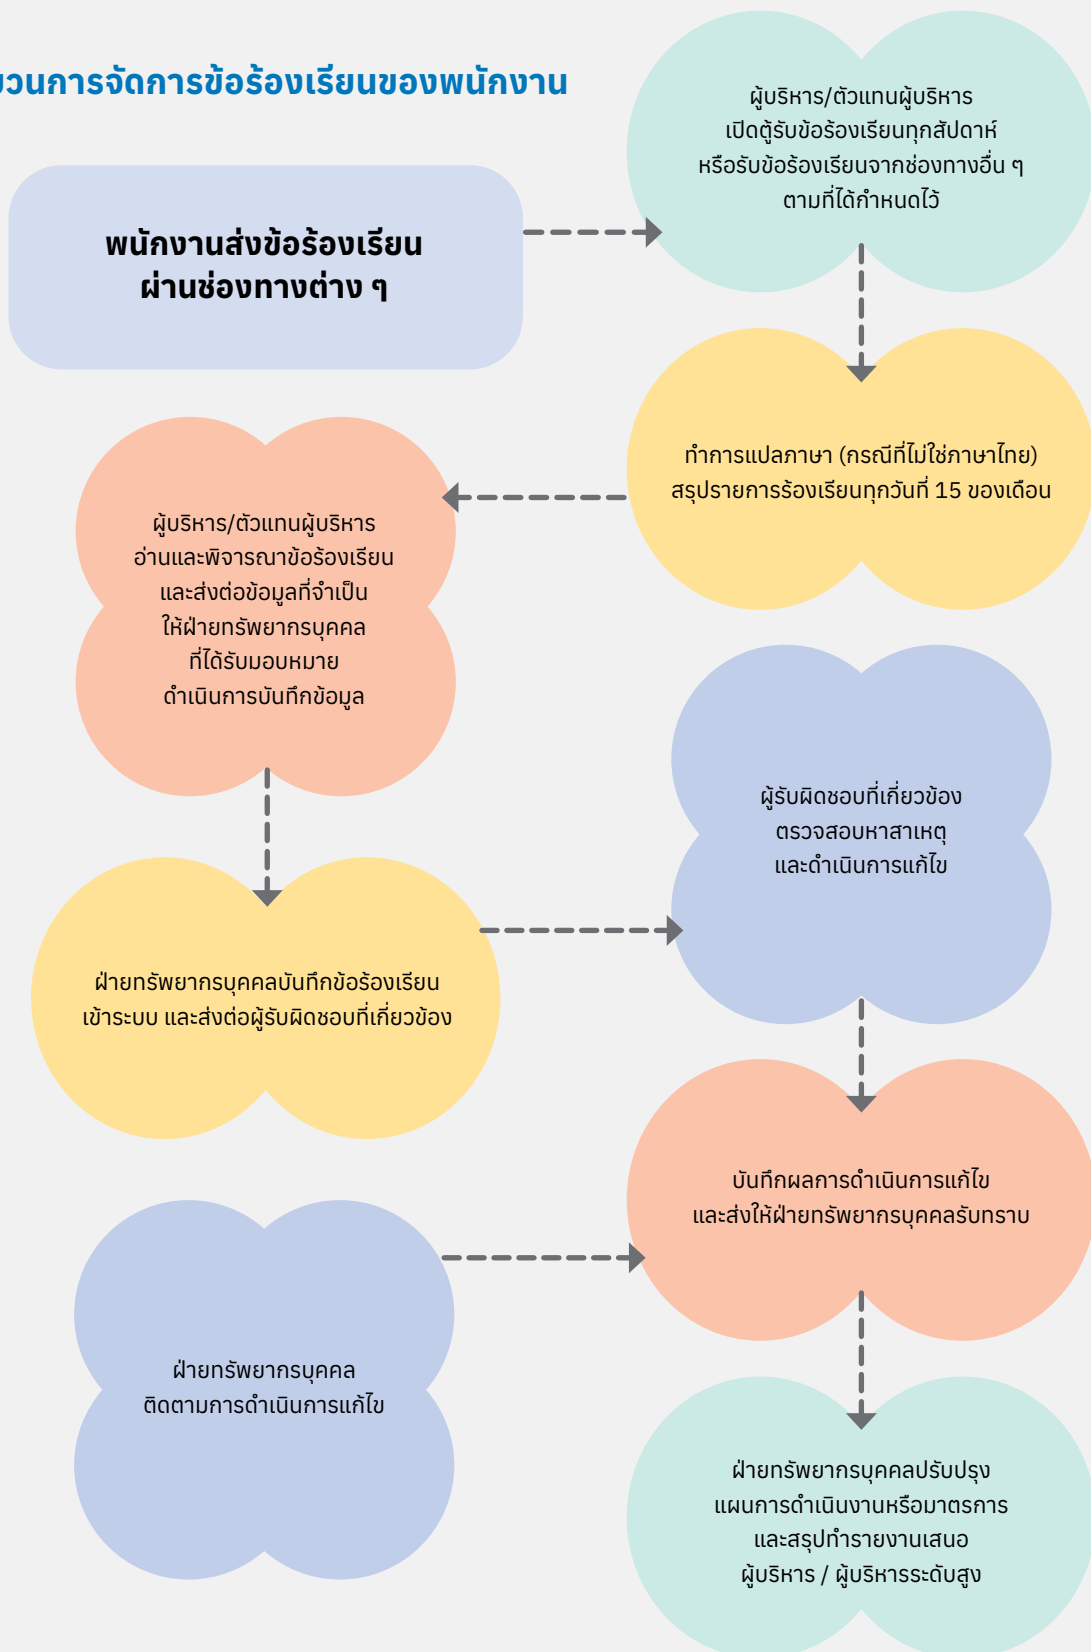 วนการจัดการข้อร้องเรียนของพนักงาน
พนักงานส่งข้อร้องเรียน
ผ่านช่องทางต่าง ๆ
ผู้บริหาร/ตัวแทนผู้บริหาร
เปิดตู้รับข้อร้องเรียนทุกสัปดาห์
หรือรับข้อร้องเรียนจากช่องทางอื่น ๆ
ตามที่ได้กำหนดไว้
ทำการแปลภาษา (กรณีที่ไม่ใช่ภาษาไทย)
สรุปรายการร้องเรียนทุกวันที่ 15 ของเดือน
ผู้บริหาร/ตัวแทนผู้บริหาร
อ่านและพิจารณาข้อร้องเรียน
และส่งต่อข้อมูลที่จำเป็น
ให้ฝ่ายทรัพยากรบุคคล
ที่ได้รับมอบหมาย
ดำเนินการบันทึกข้อมูล
ฝ่ายทรัพยากรบุคคลบันทึกข้อร้องเรียน
เข้าระบบ และส่งต่อผู้รับผิดชอบที่เกี่ยวข้อง
ผู้รับผิดชอบที่เกี่ยวข้อง
ตรวจสอบหาสาเหตุ
และดำเนินการแก้ไข
บันทึกผลการดำเนินการแก้ไข
และส่งให้ฝ่ายทรัพยากรบุคคลรับทราบ
ฝ่ายทรัพยากรบุคคล
ติดตามการดำเนินการแก้ไข
ฝ่ายทรัพยากรบุคคลปรับปรุง
แผนการดำเนินงานหรือมาตรการ
และสรุปทำรายงานเสนอ
ผู้บริหาร / ผู้บริหารระดับสูง